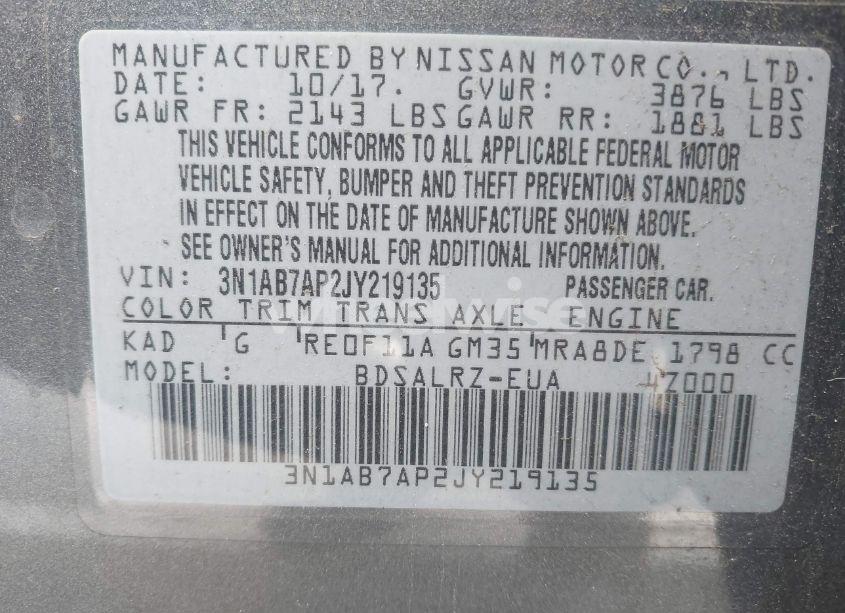 MANUFACTURED BY NISSAN MOTOR CO., LTD.
DATE: 10/17. GVWR: 3876 LBS
GAWR FR: 2143 LBS GAWR RR: 1881 LBS
THIS VEHICLE CONFORMS TO ALL APPLICABLE FEDERAL MOTOR
VEHICLE SAFETY, BUMPER AND THEFT PREVENTION STANDARDS
IN EFFECT ON THE DATE OF MANUFACTURE SHOWN ABOVE.
SEE OWNER'S MANUAL FOR ADDITIONAL INFORMATION.
VIN: 3N1AB7AP2JY219135 PASSENGER CAR.
COLOR TRIM TRANS AXLE ENGINE
KAD G RE0F11A GM35 MRA8DE 1798 CC
MODEL: BDSALRZ-EUA 47000
3N1AB7AP2JY219135